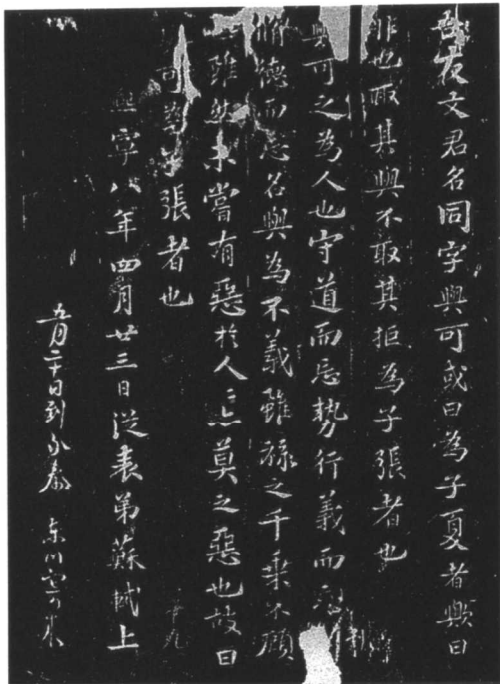 友文君名同字與可或曰為子夏者歟曰
非也取其與不取其拒為子張者也
與可之為人也守道而忘勢行義而忘
脩德而忘名與為不義雖祿之千乘不顧
雖然未嘗有惡於人人亦莫之惡也故曰
可為子張者也
熙寧八年四月廿三日從表弟蘇軾上